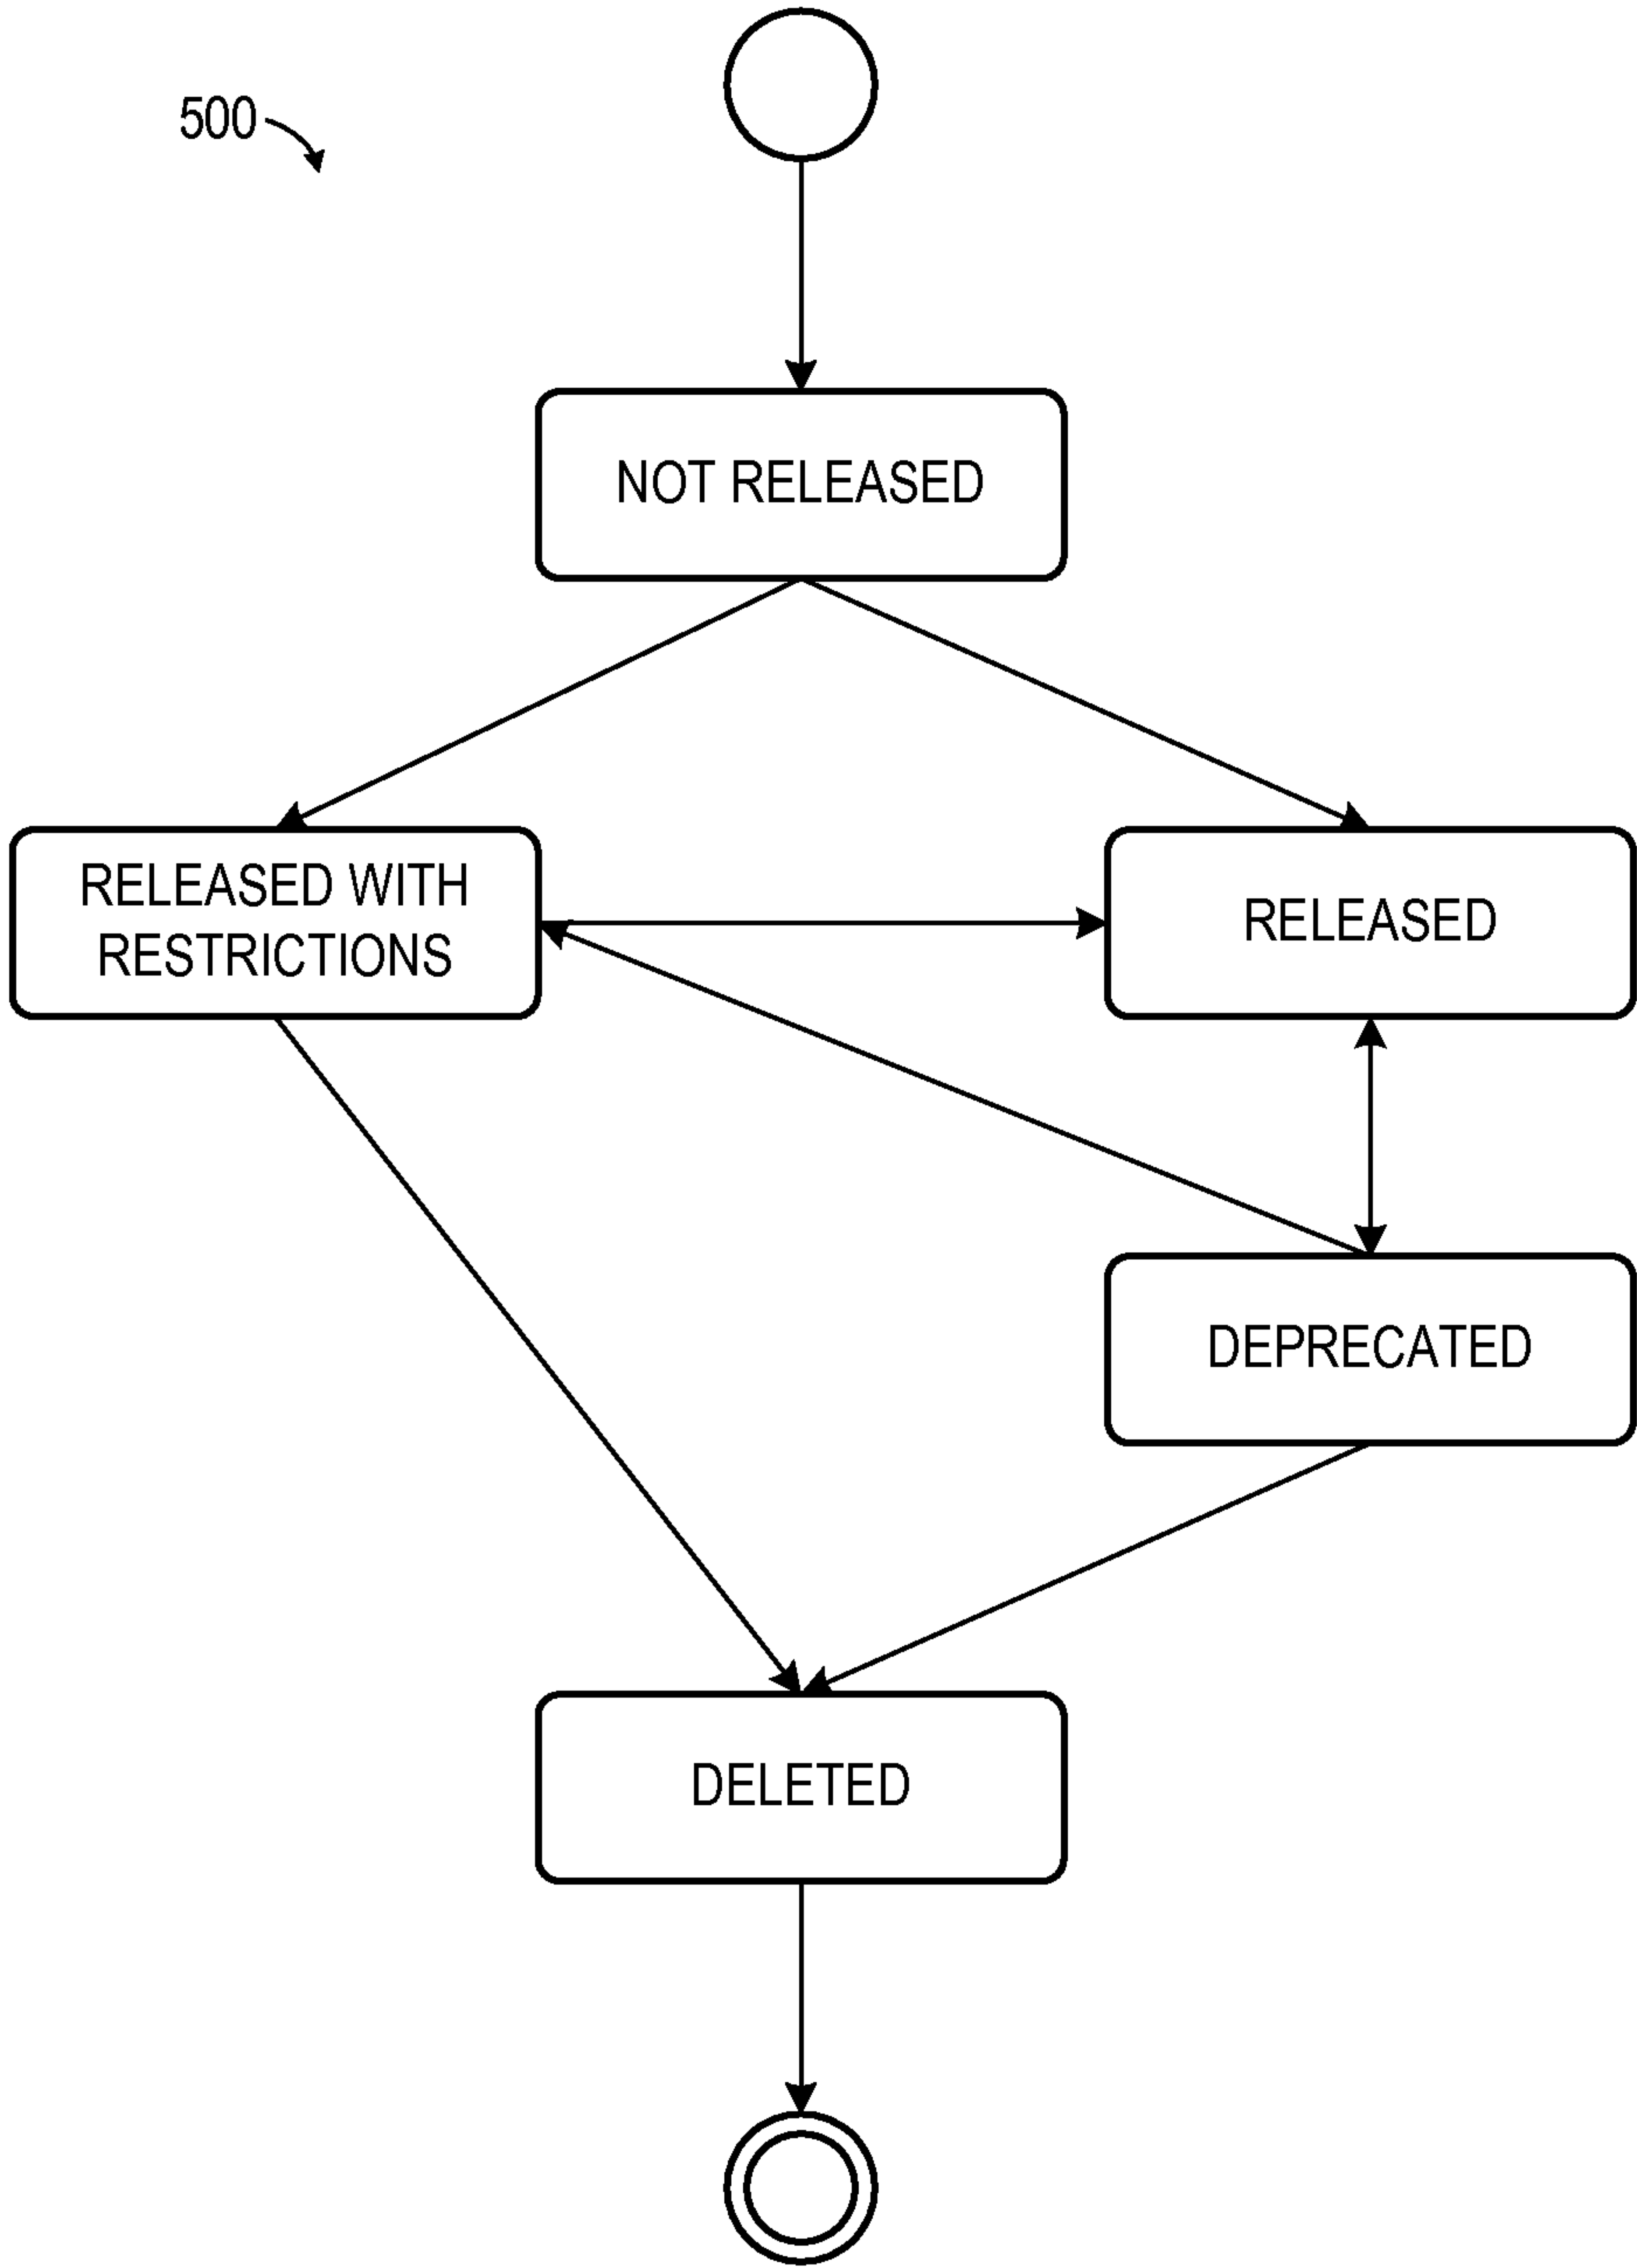 500
NOT RELEASED
RELEASED WITH
RESTRICTIONS
RELEASED
DEPRECATED
DELETED